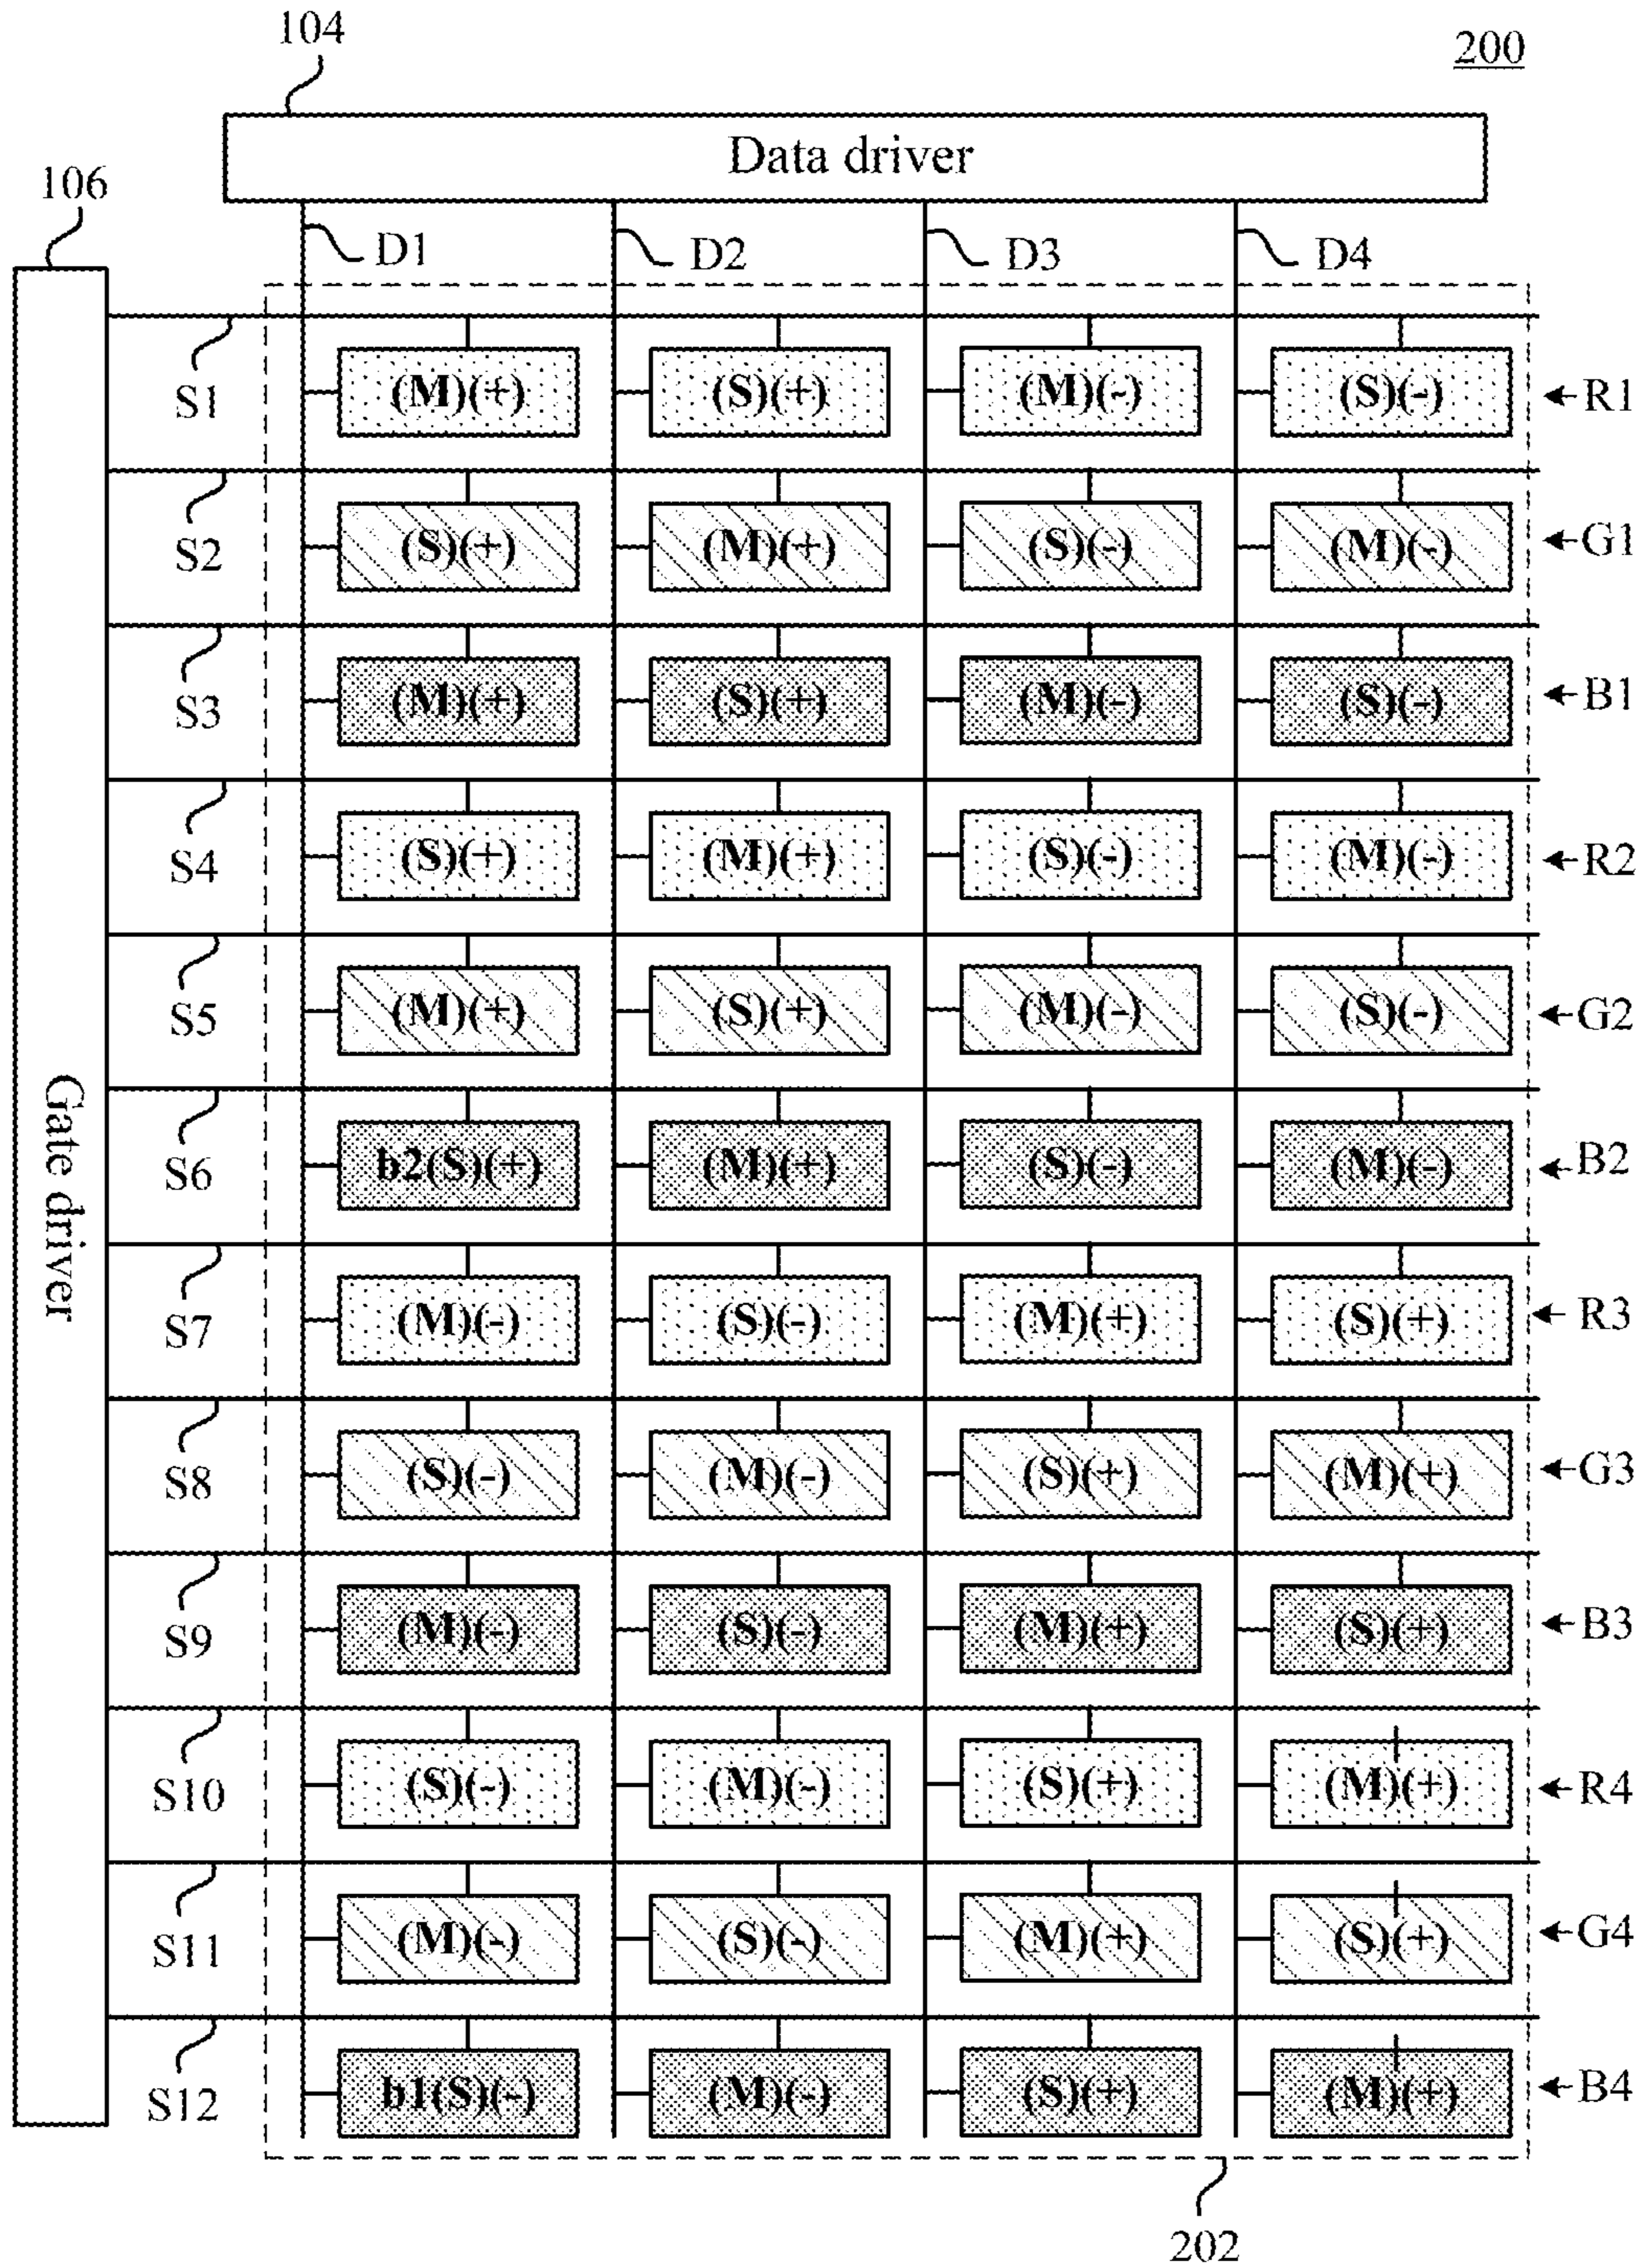 104
200
Data driver
106
D1 D2 D3 D4
S1 (M)(+) (S)(+) (M)(-) (S)(-) R1
S2 (S)(+) (M)(+) (S)(-) (M)(-) G1
S3 (M)(+) (S)(+) (M)(-) (S)(-) B1
S4 (S)(+) (M)(+) (S)(-) (M)(-) R2
S5 (M)(+) (S)(+) (M)(-) (S)(-) G2
Gate driver
S6 b2(S)(+) (M)(+) (S)(-) (M)(-) B2
S7 (M)(-) (S)(-) (M)(+) (S)(+) R3
S8 (S)(-) (M)(-) (S)(+) (M)(+) G3
S9 (M)(-) (S)(-) (M)(+) (S)(+) B3
S10 (S)(-) (M)(-) (S)(+) (M)(+) R4
S11 (M)(-) (S)(-) (M)(+) (S)(+) G4
S12 b1(S)(-) (M)(-) (S)(+) (M)(+) B4
202